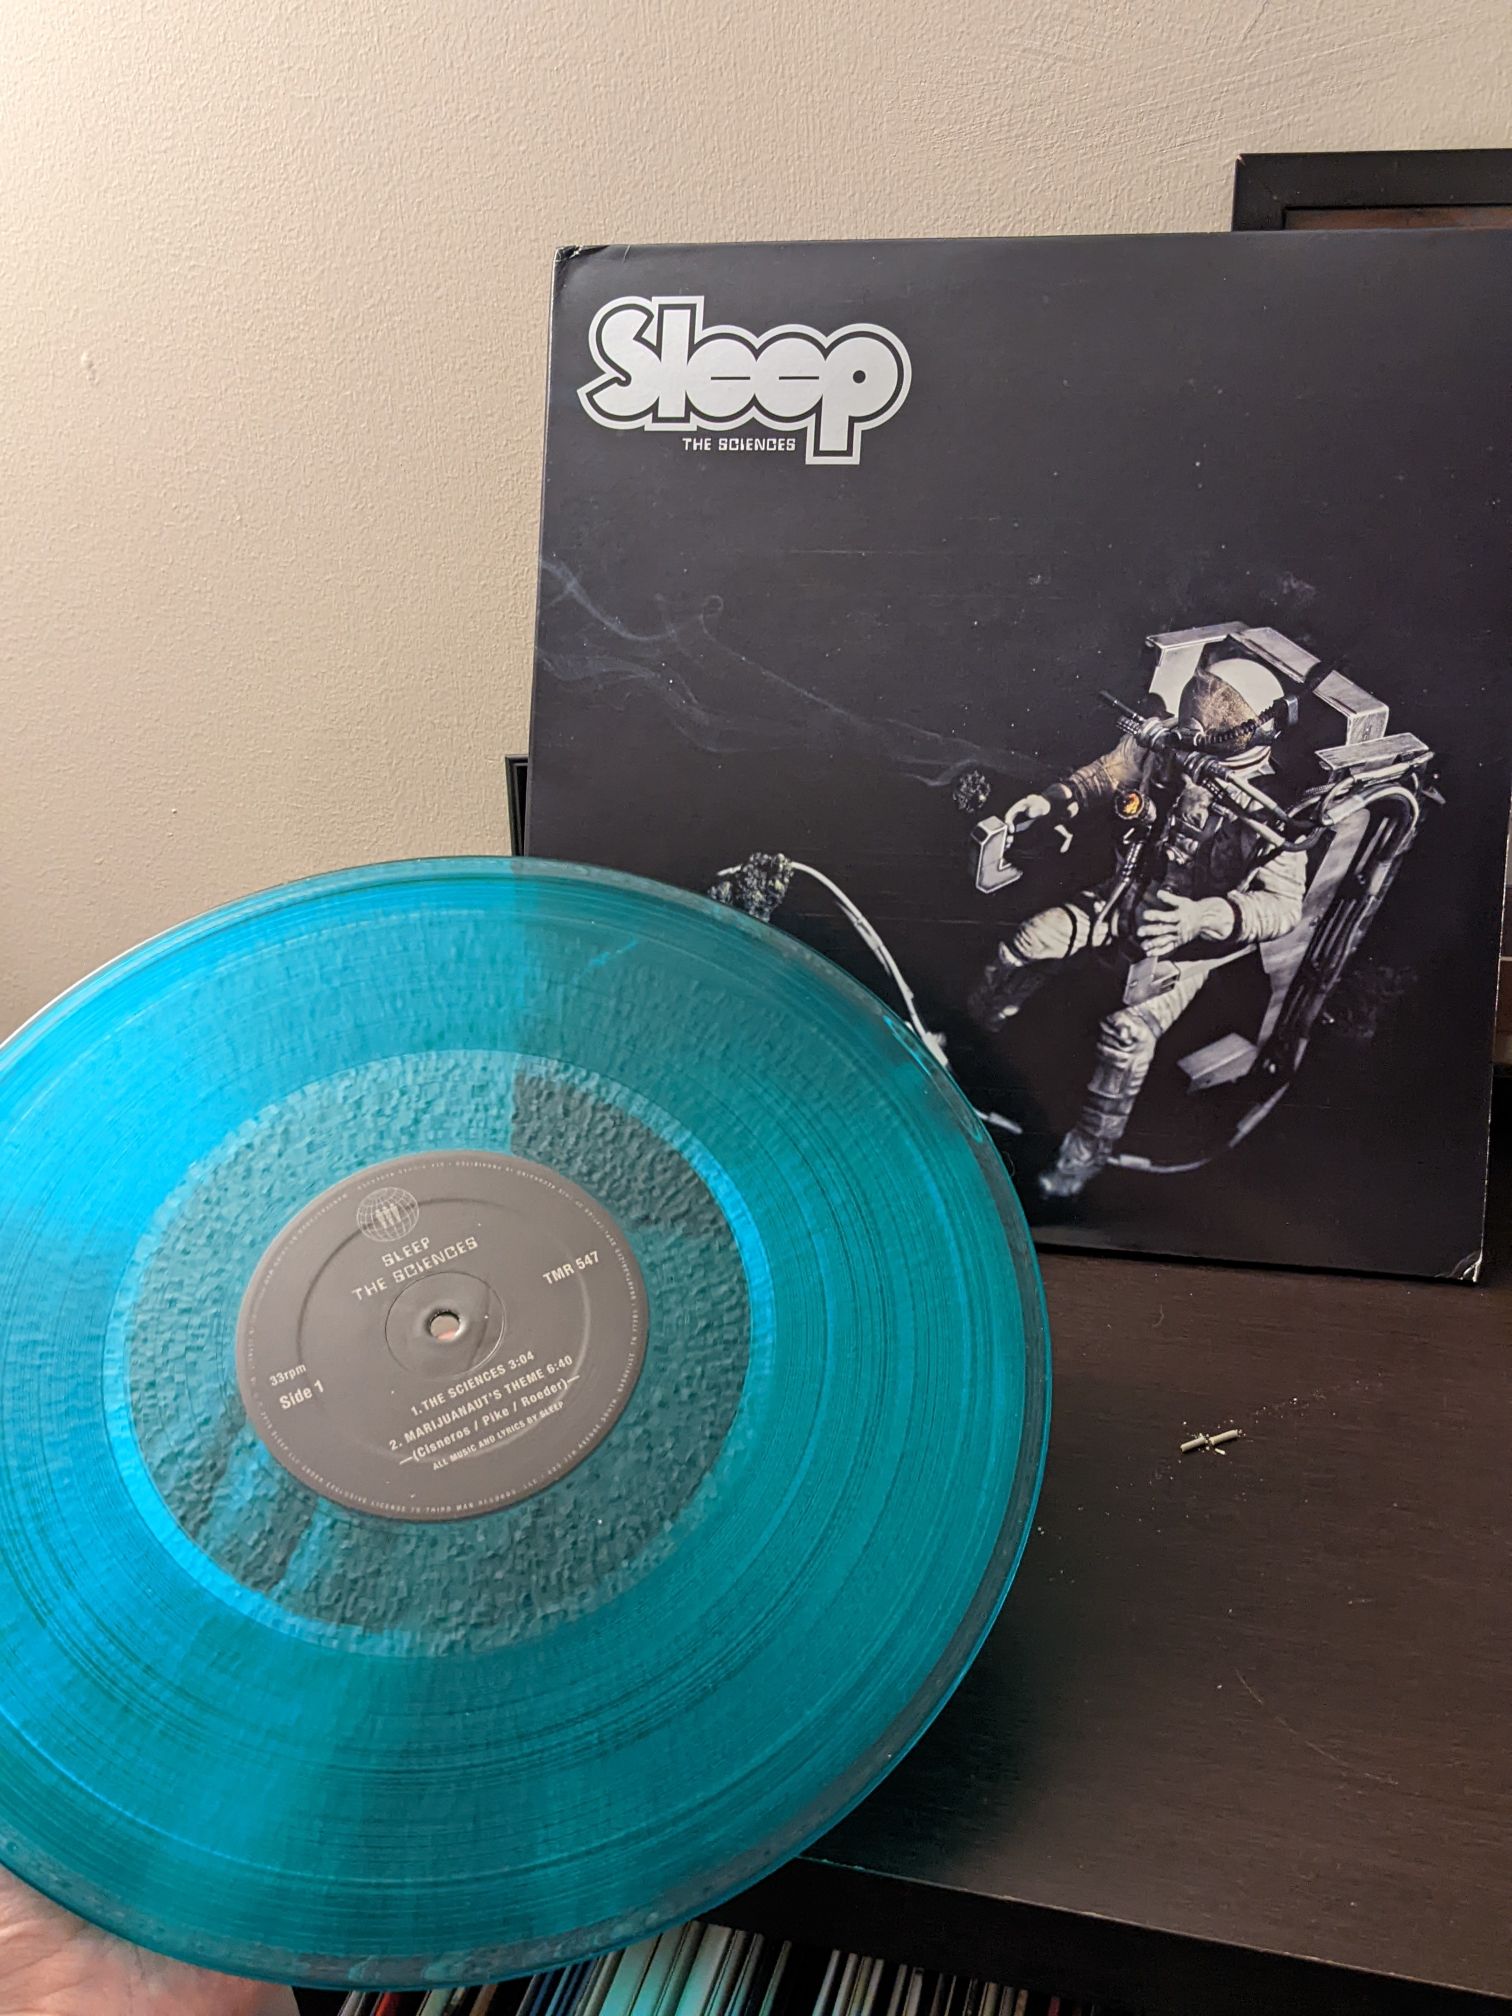 Sleep
THE SCIENCES
SLEEP
THE SCIENCES
TMR 547
33rpm
Side 1
1. THE SCIENCES 3:04
2. MARIJUANAUT'S THEME 6:40
—(Cisneros / Pike / Roeder)—
ALL MUSIC AND LYRICS BY SLEEP